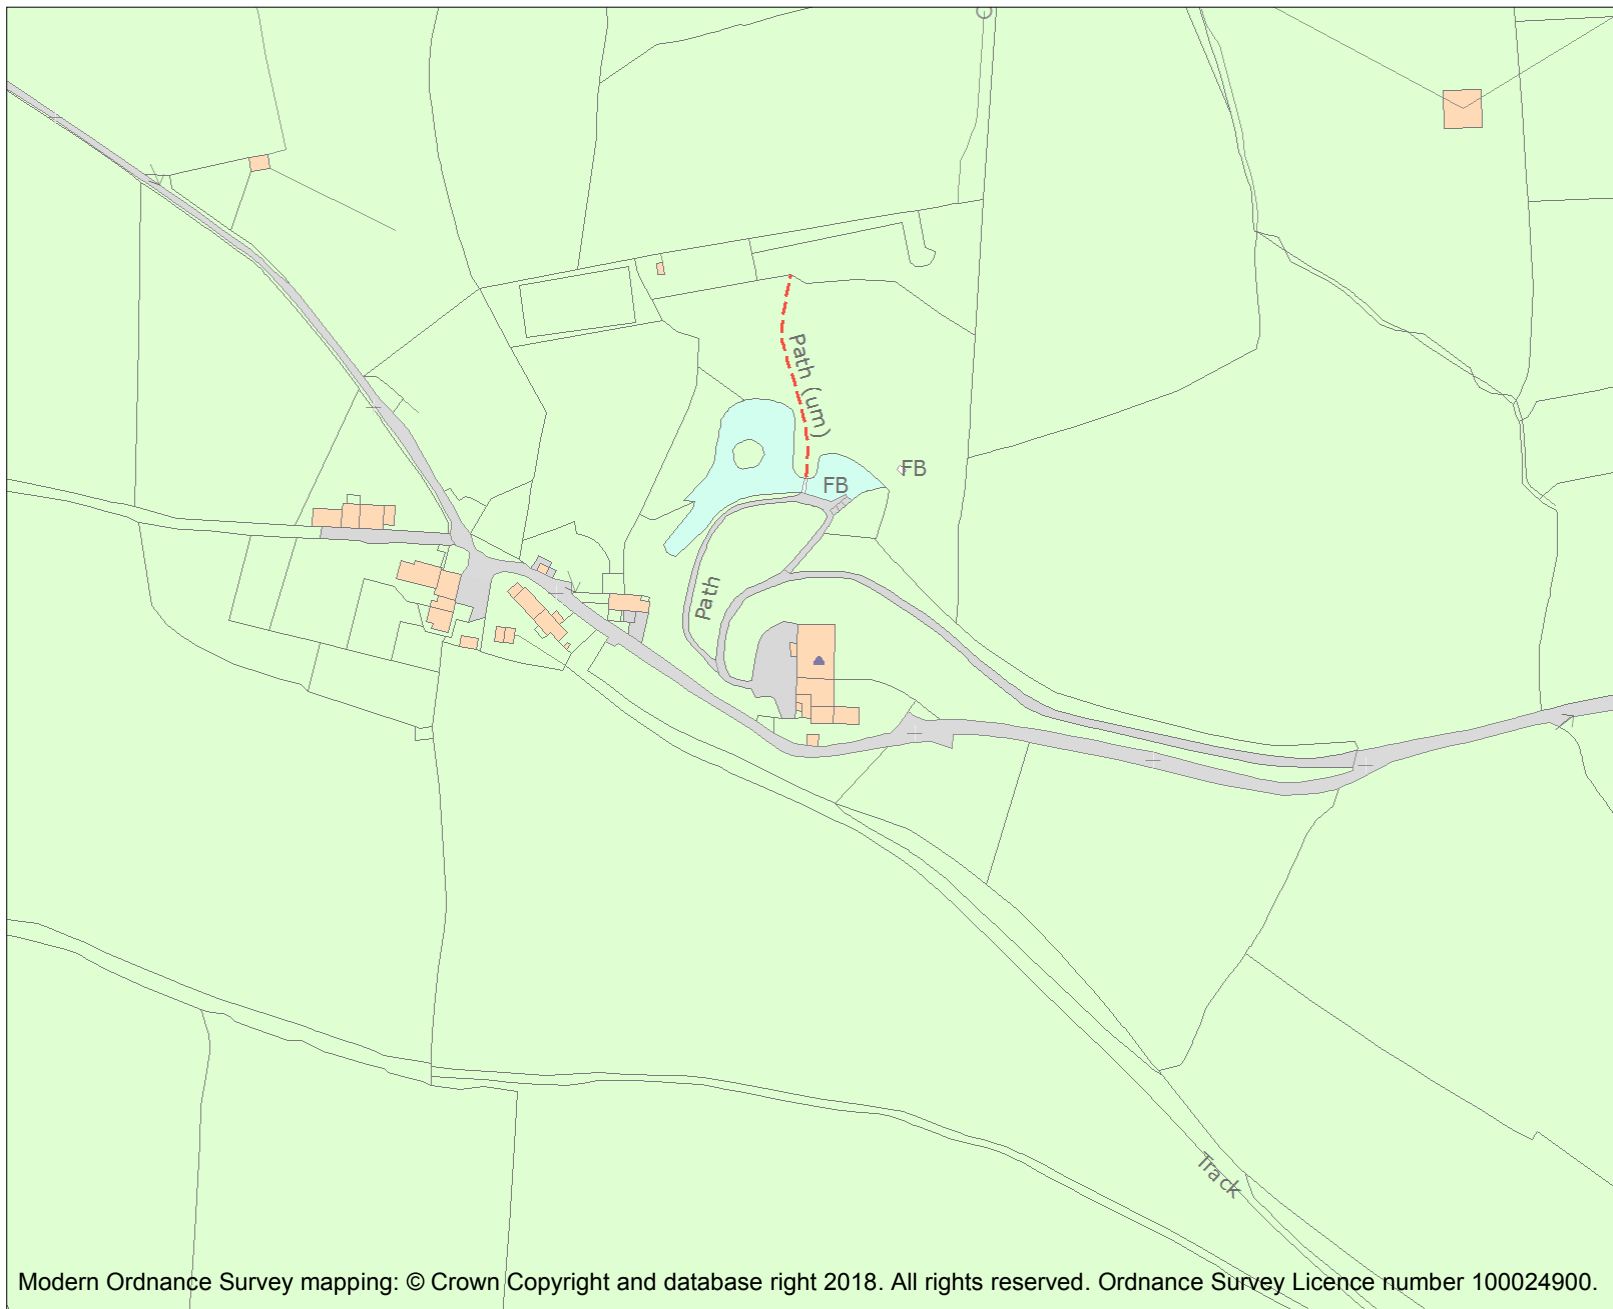 Path (um)
FB
FB
Path
Track
Modern Ordnance Survey mapping: © Crown Copyright and database right 2018. All rights reserved. Ordnance Survey Licence number 100024900.